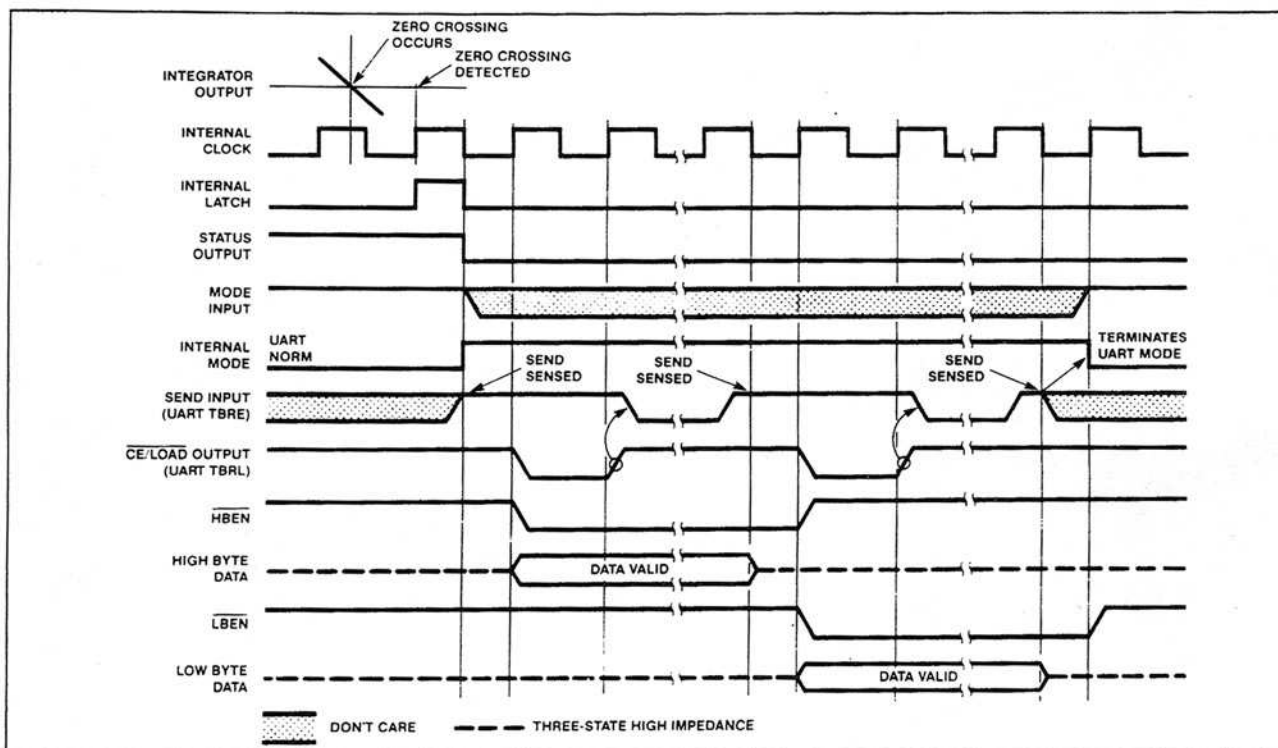 ZERO CROSSING
OCCURS
ZERO CROSSING
DETECTED
INTEGRATOR
OUTPUT
INTERNAL
CLOCK
INTERNAL
LATCH
STATUS
OUTPUT
MODE
INPUT
INTERNAL
MODE
UART
NORM
TERMINATES
UART MODE
SEND
SENSED
SEND
SENSED
SEND
SENSED
SEND INPUT
(UART TBRE)
CE/LOAD OUTPUT
(UART TBRL)
HBEN
HIGH BYTE
DATA
DATA VALID
LBEN
LOW BYTE
DATA
DATA VALID
DON'T CARE
THREE-STATE HIGH IMPEDANCE